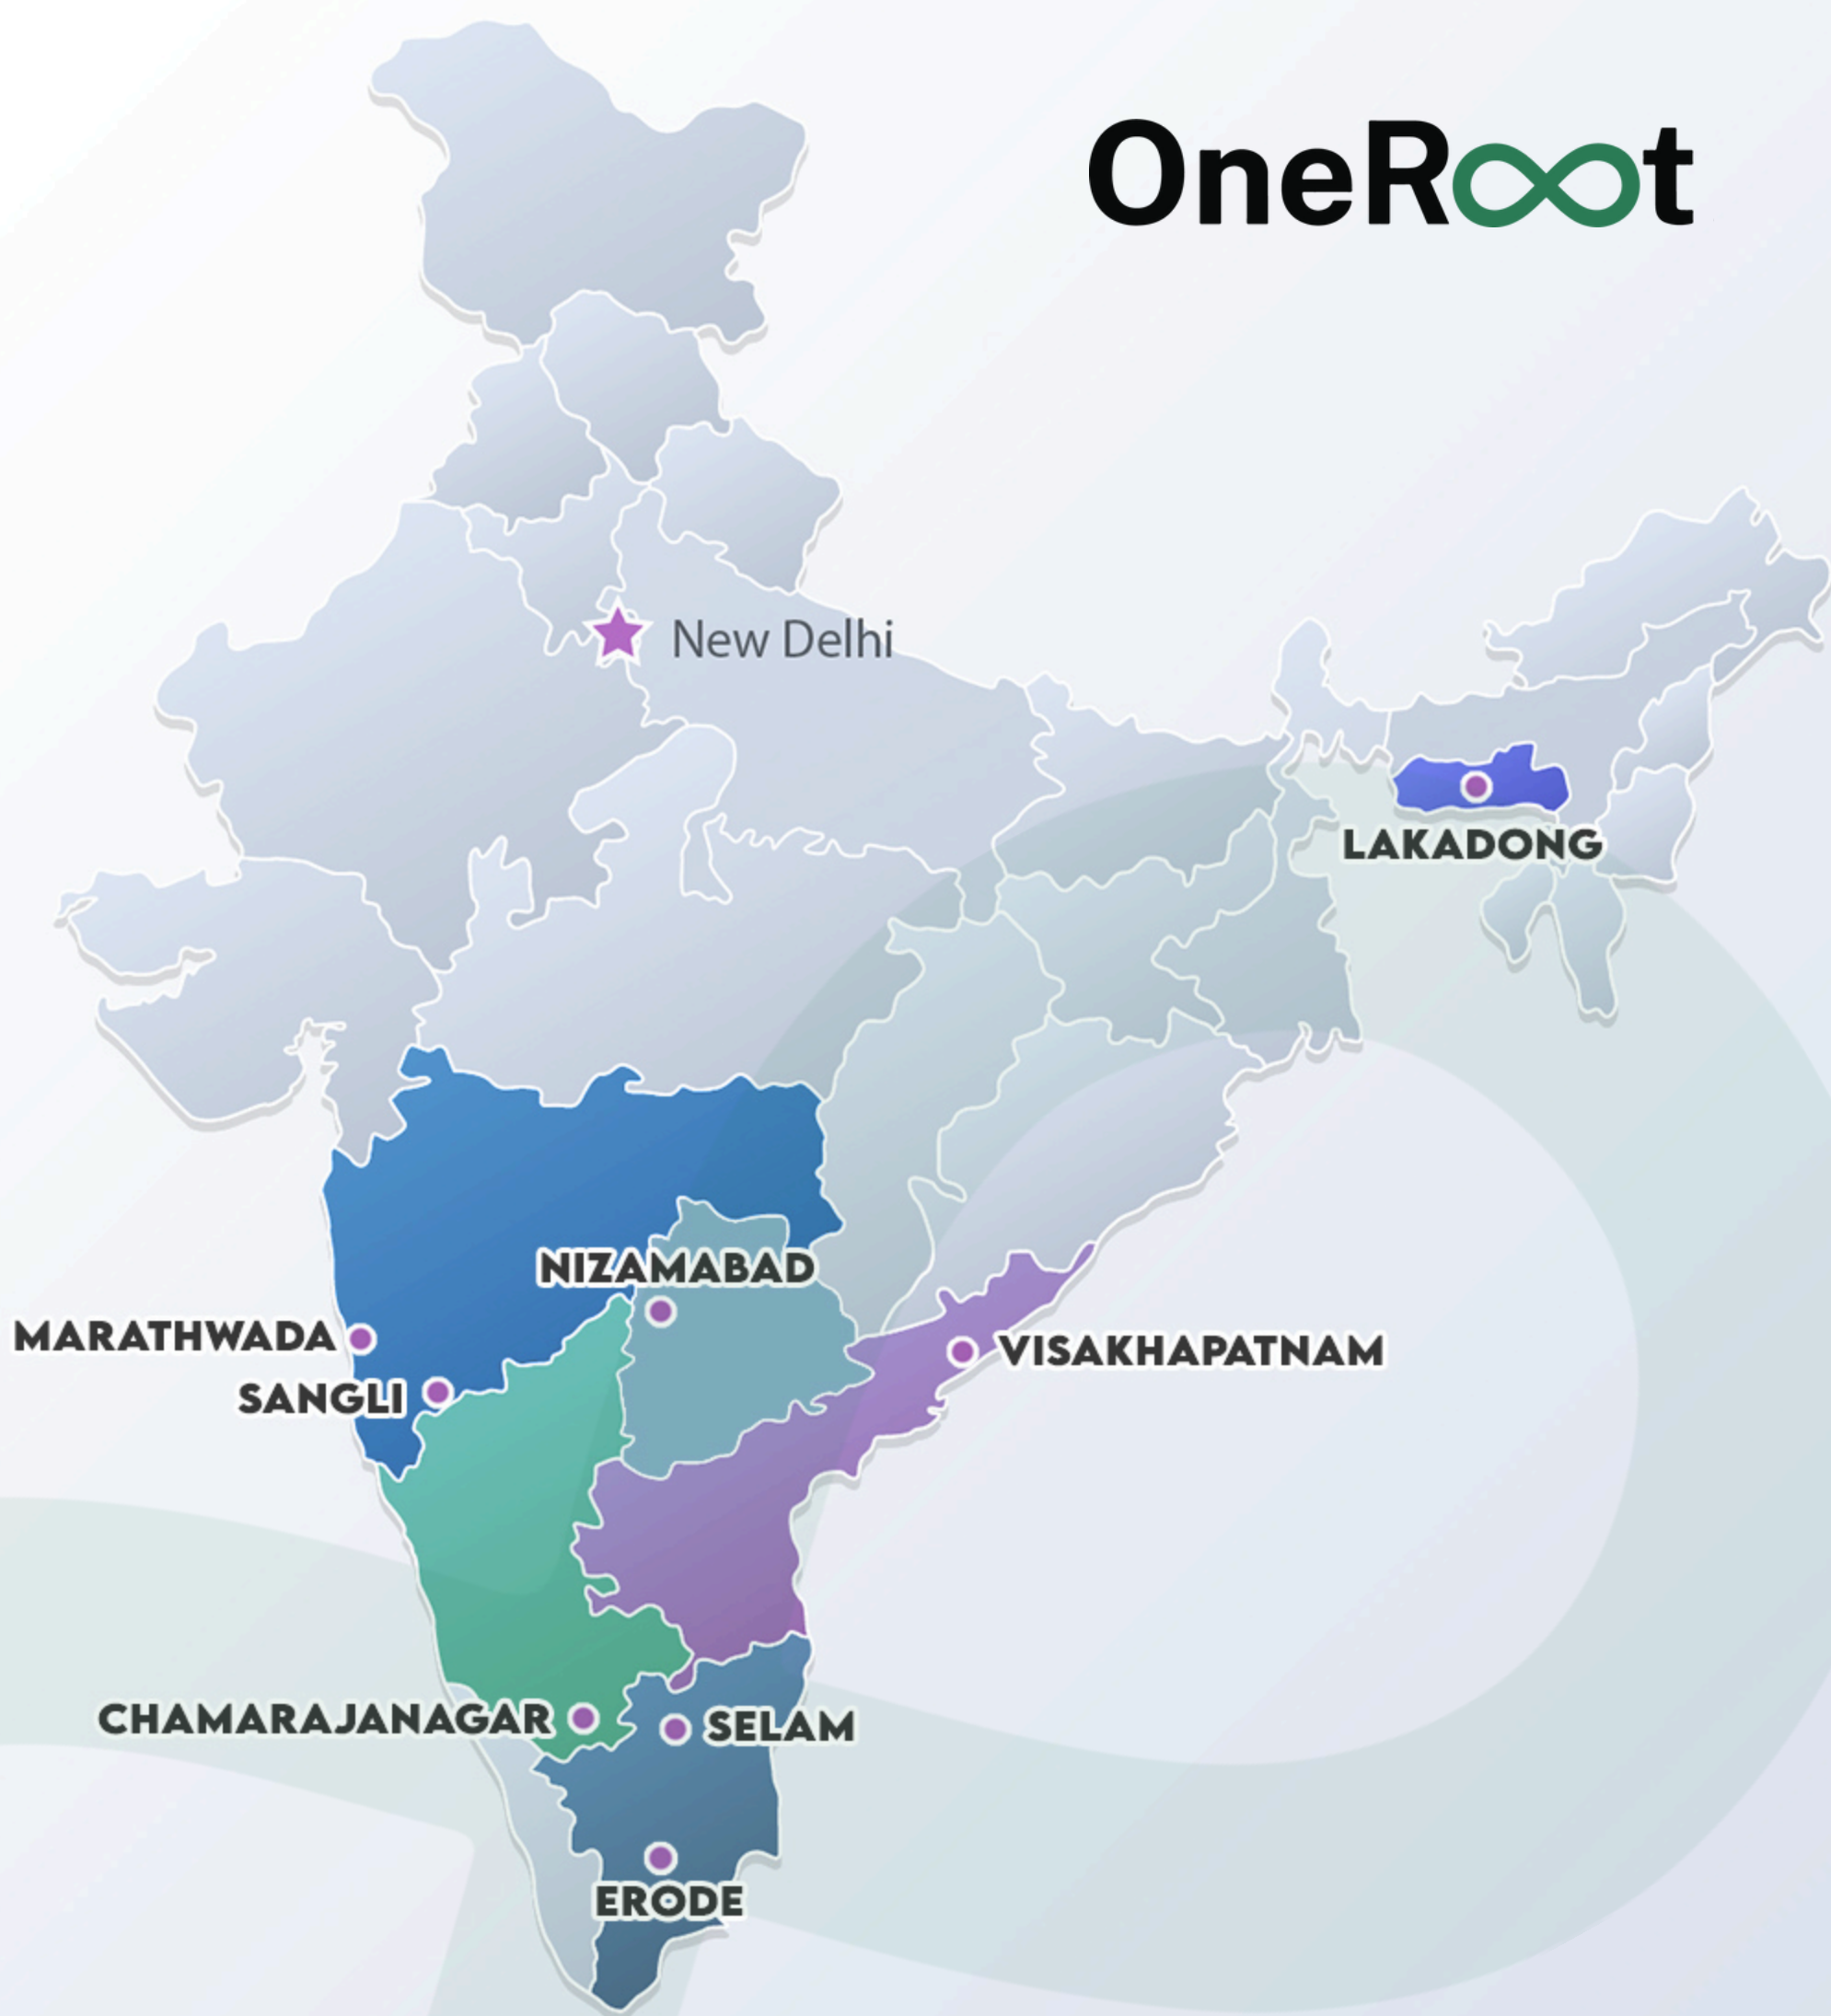 OneRoot
New Delhi
LAKADONG
NIZAMABAD
MARATHWADA
VISAKHAPATNAM
SANGLI
CHAMARAJANAGAR
SELAM
ERODE